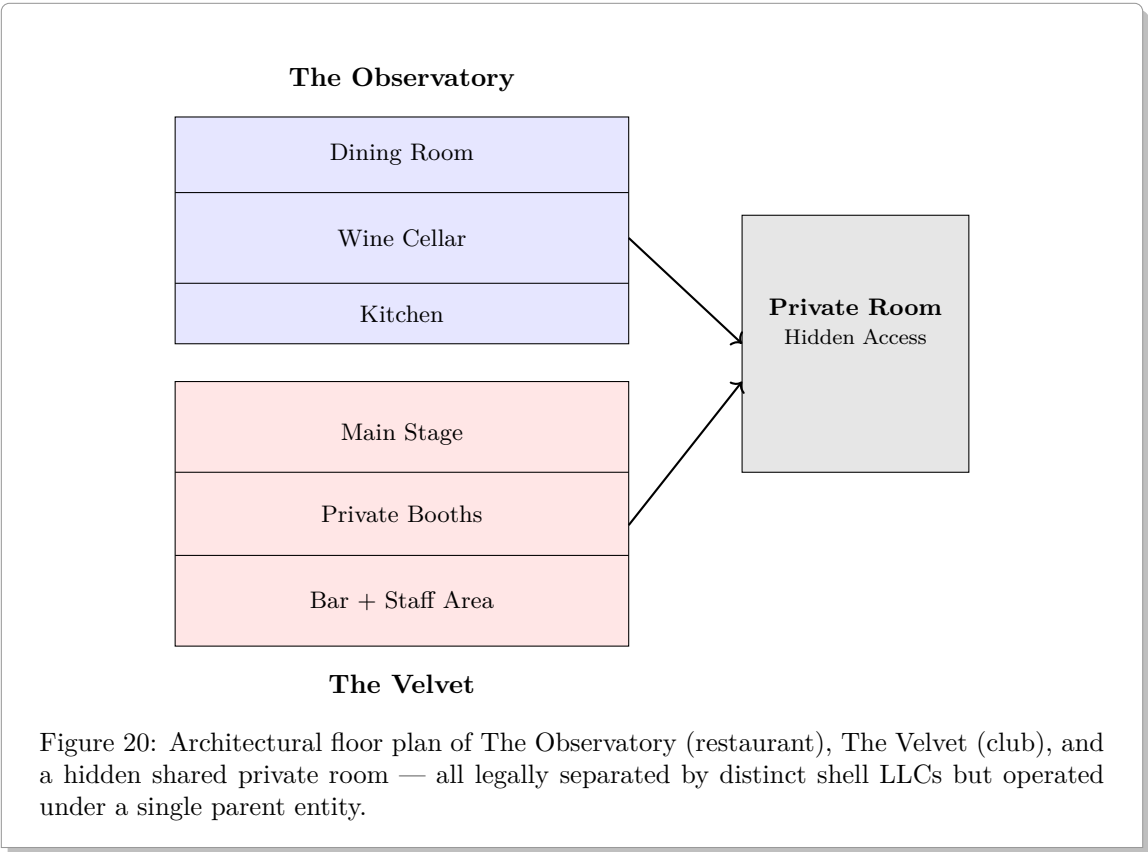 The Observatory
Dining Room
Wine Cellar
Kitchen
Private Room
Hidden Access
Main Stage
Private Booths
Bar + Staff Area
The Velvet
Figure 20: Architectural floor plan of The Observatory (restaurant), The Velvet (club), and
a hidden shared private room — all legally separated by distinct shell LLCs but operated
under a single parent entity.